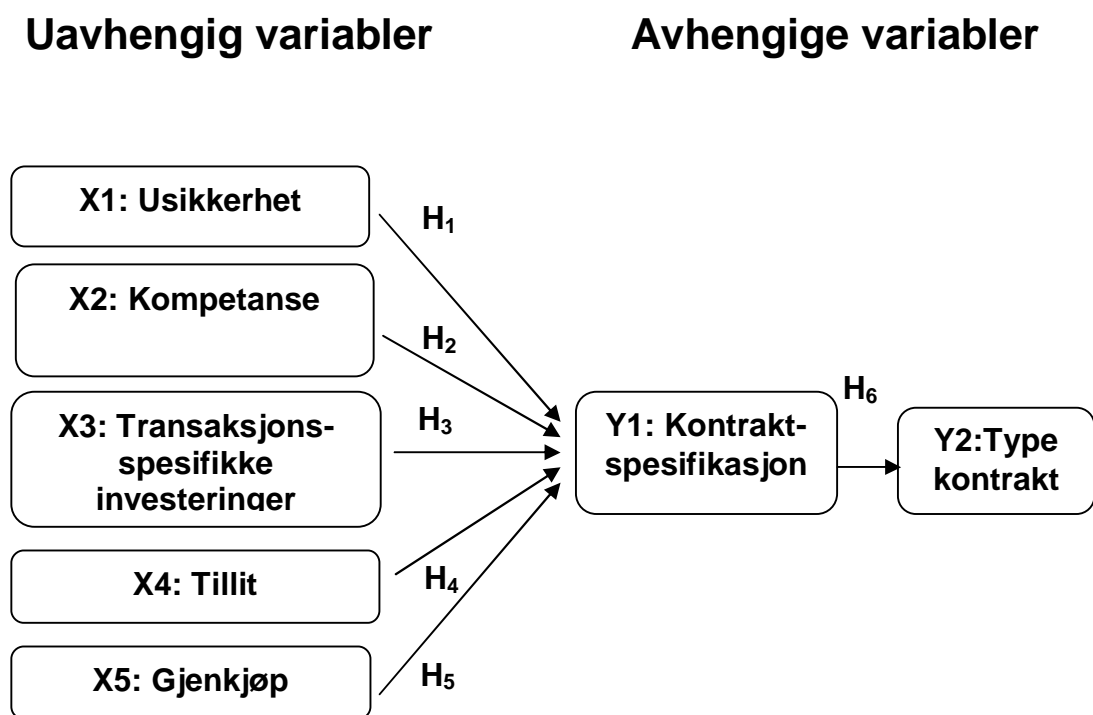 Uavhengig variabler
Avhengige variabler
X1: Usikkerhet
H₁
X2: Kompetanse
H₂
X3: Transaksjons-
spesifikke
investeringer
H₃
X4: Tillit
H₄
X5: Gjenkjøp
H₅
Y1: Kontrakt-
spesifikasjon
H₆
Y2:Type
kontrakt